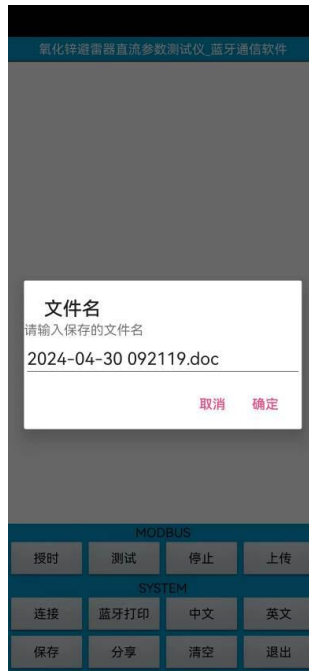 氧化锌避雷器直流参数测试仪_蓝牙通信软件
文件名
请输入保存的文件名
2024-04-30 092119.doc
取消 确定
MODBUS
授时 测试 停止 上传
SYSTEM
连接 蓝牙打印 中文 英文
保存 分享 清空 退出